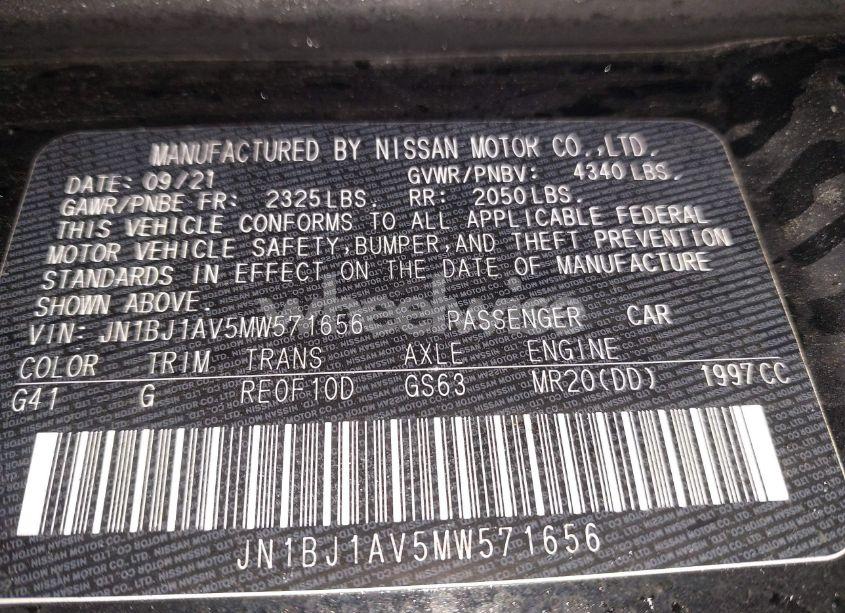 MANUFACTURED BY NISSAN MOTOR CO.,LTD.
DATE: 09/21 GVWR/PNBV: 4340 LBS.
GAWR/PNBE FR: 2325 LBS. RR: 2050 LBS.
THIS VEHICLE CONFORMS TO ALL APPLICABLE FEDERAL
MOTOR VEHICLE SAFETY,BUMPER,AND THEFT PREVENTION
STANDARDS IN EFFECT ON THE DATE OF MANUFACTURE
SHOWN ABOVE.
VIN: JN1BJ1AV5MW571656 PASSENGER CAR
COLOR TRIM TRANS AXLE ENGINE
G41 G RE0F10D GS63 MR20(DD) 1997CC
JN1BJ1AV5MW571656